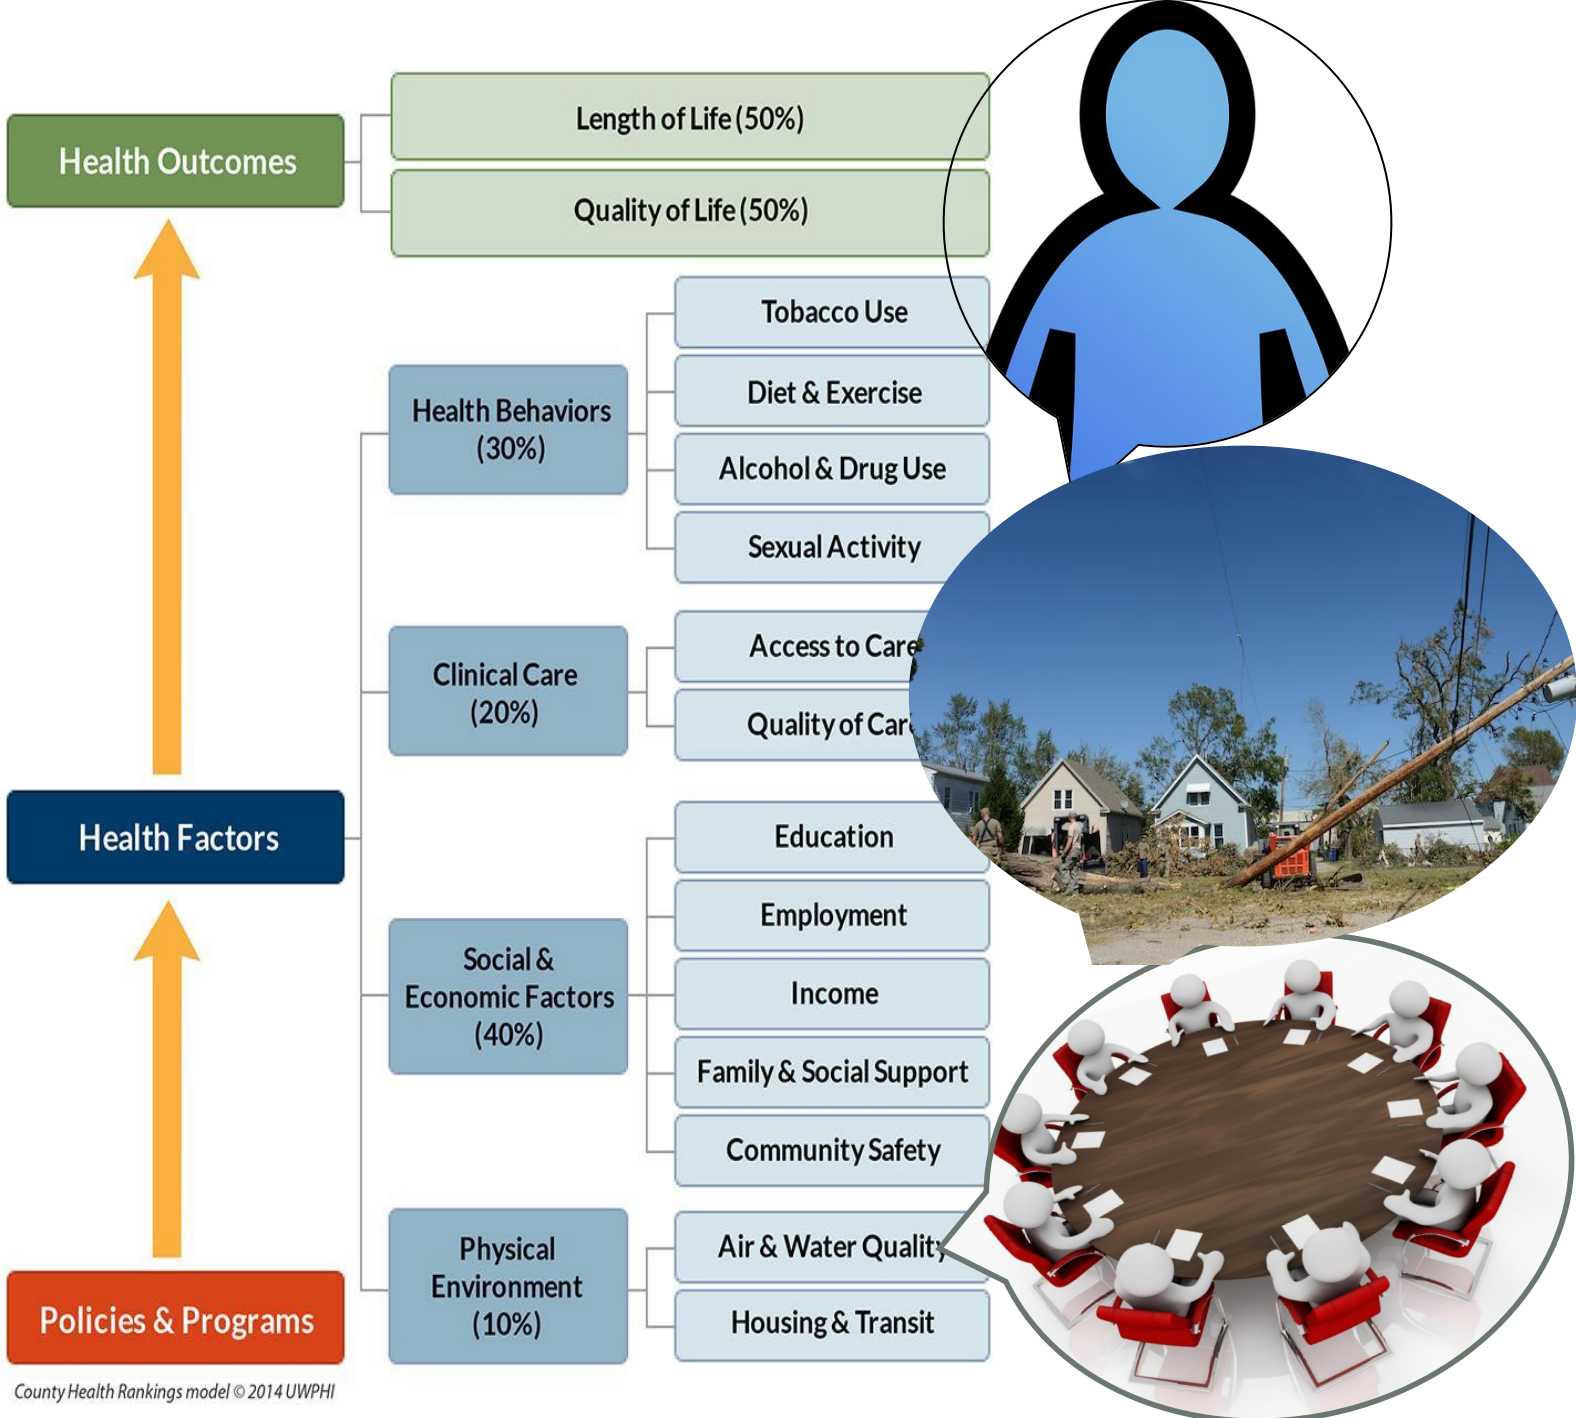 Length of Life (50%)
Health Outcomes
Quality of Life (50%)
Tobacco Use
Diet & Exercise
Health Behaviors
(30%)
Alcohol & Drug Use
Sexual Activity
Access to Care
Clinical Care
(20%)
Quality of Car
Health Factors
Education
Employment
Social &
Economic Factors
(40%)
Income
Family & Social Support
Community Safety
Physical
Environment
(10%)
Air & Water Quality
Housing & Transit
Policies & Programs
County Health Rankings model © 2014 UWPHI